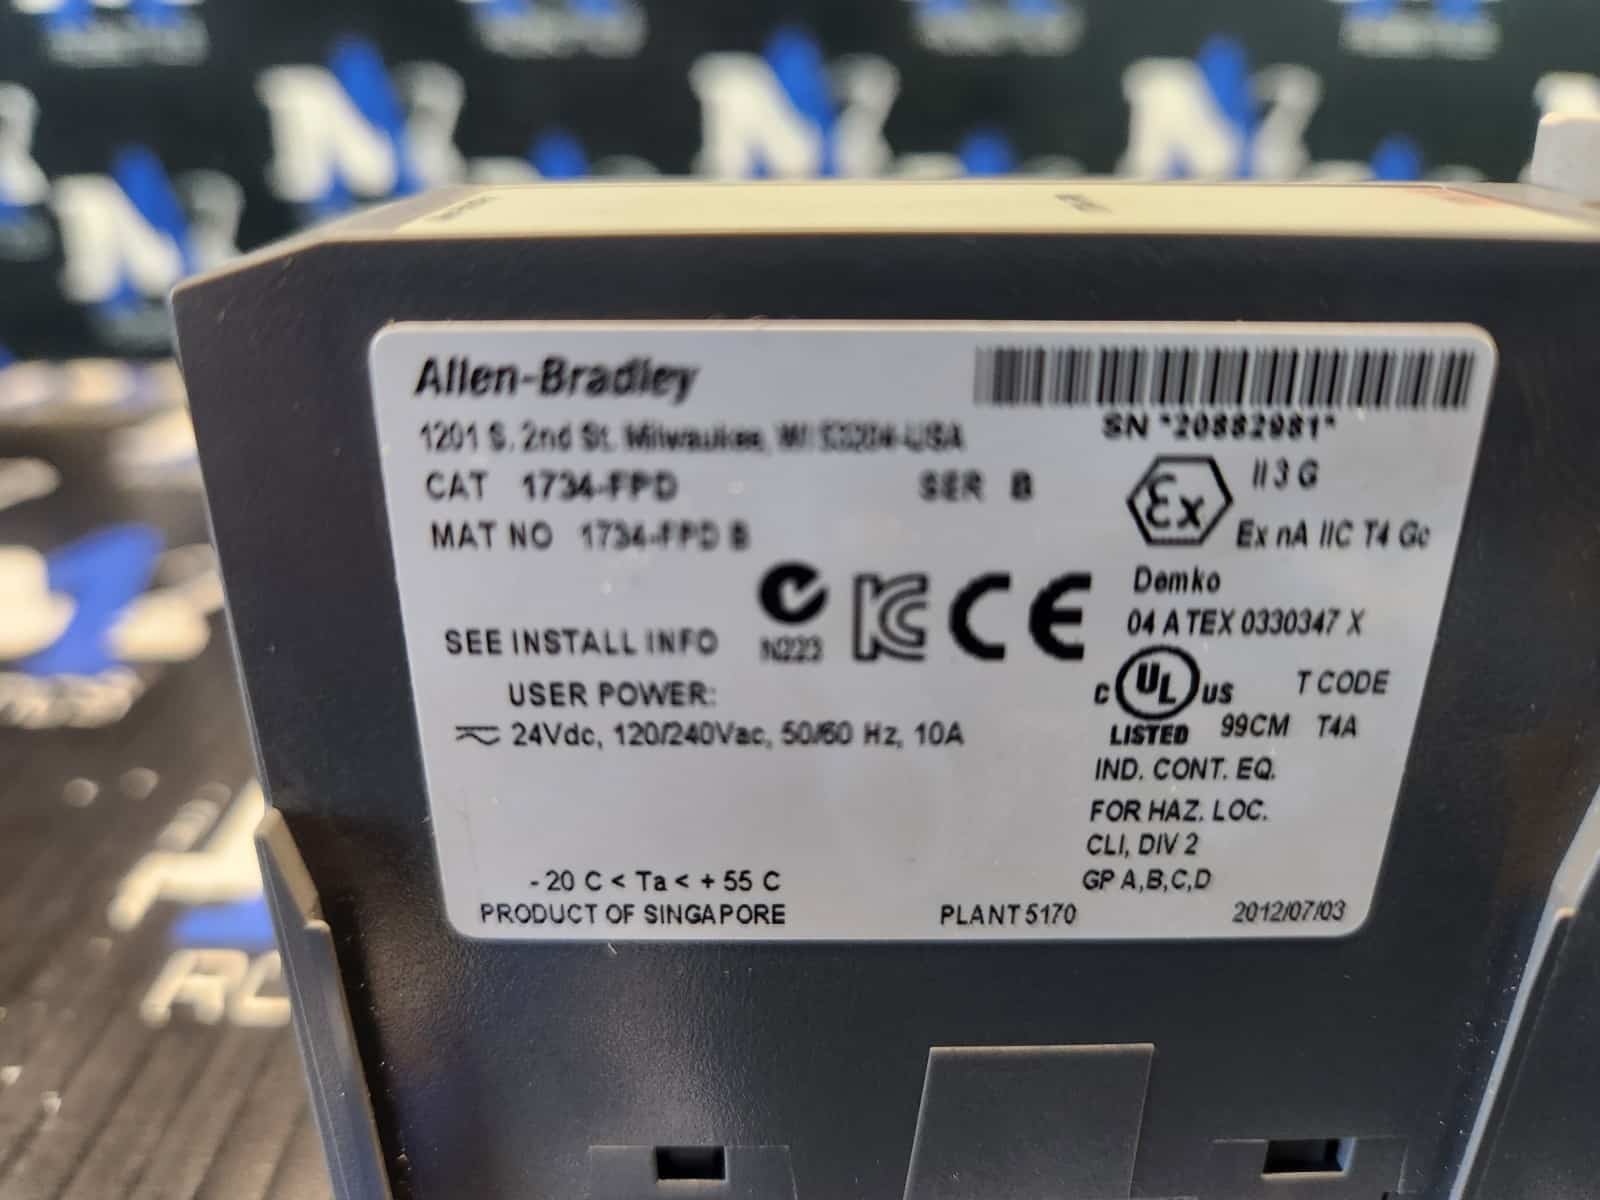 Allen-Bradley
1201 S. 2nd St. Milwaukee, WI 53204-USA
SN *20882981*
CAT 1734-FPD SER B
MAT NO 1734-FPD B
Ex II 3 G
Ex nA IIC T4 Gc
Demko
04 ATEX 0330347 X
SEE INSTALL INFO
N223
KC CE
C UL US
LISTED 99CM
T CODE
T4A
IND. CONT. EQ.
FOR HAZ. LOC.
CLI, DIV 2
GP A,B,C,D
USER POWER:
24Vdc, 120/240Vac, 50/60 Hz, 10A
- 20 C < Ta < + 55 C
PRODUCT OF SINGAPORE PLANT 5170 2012/07/03